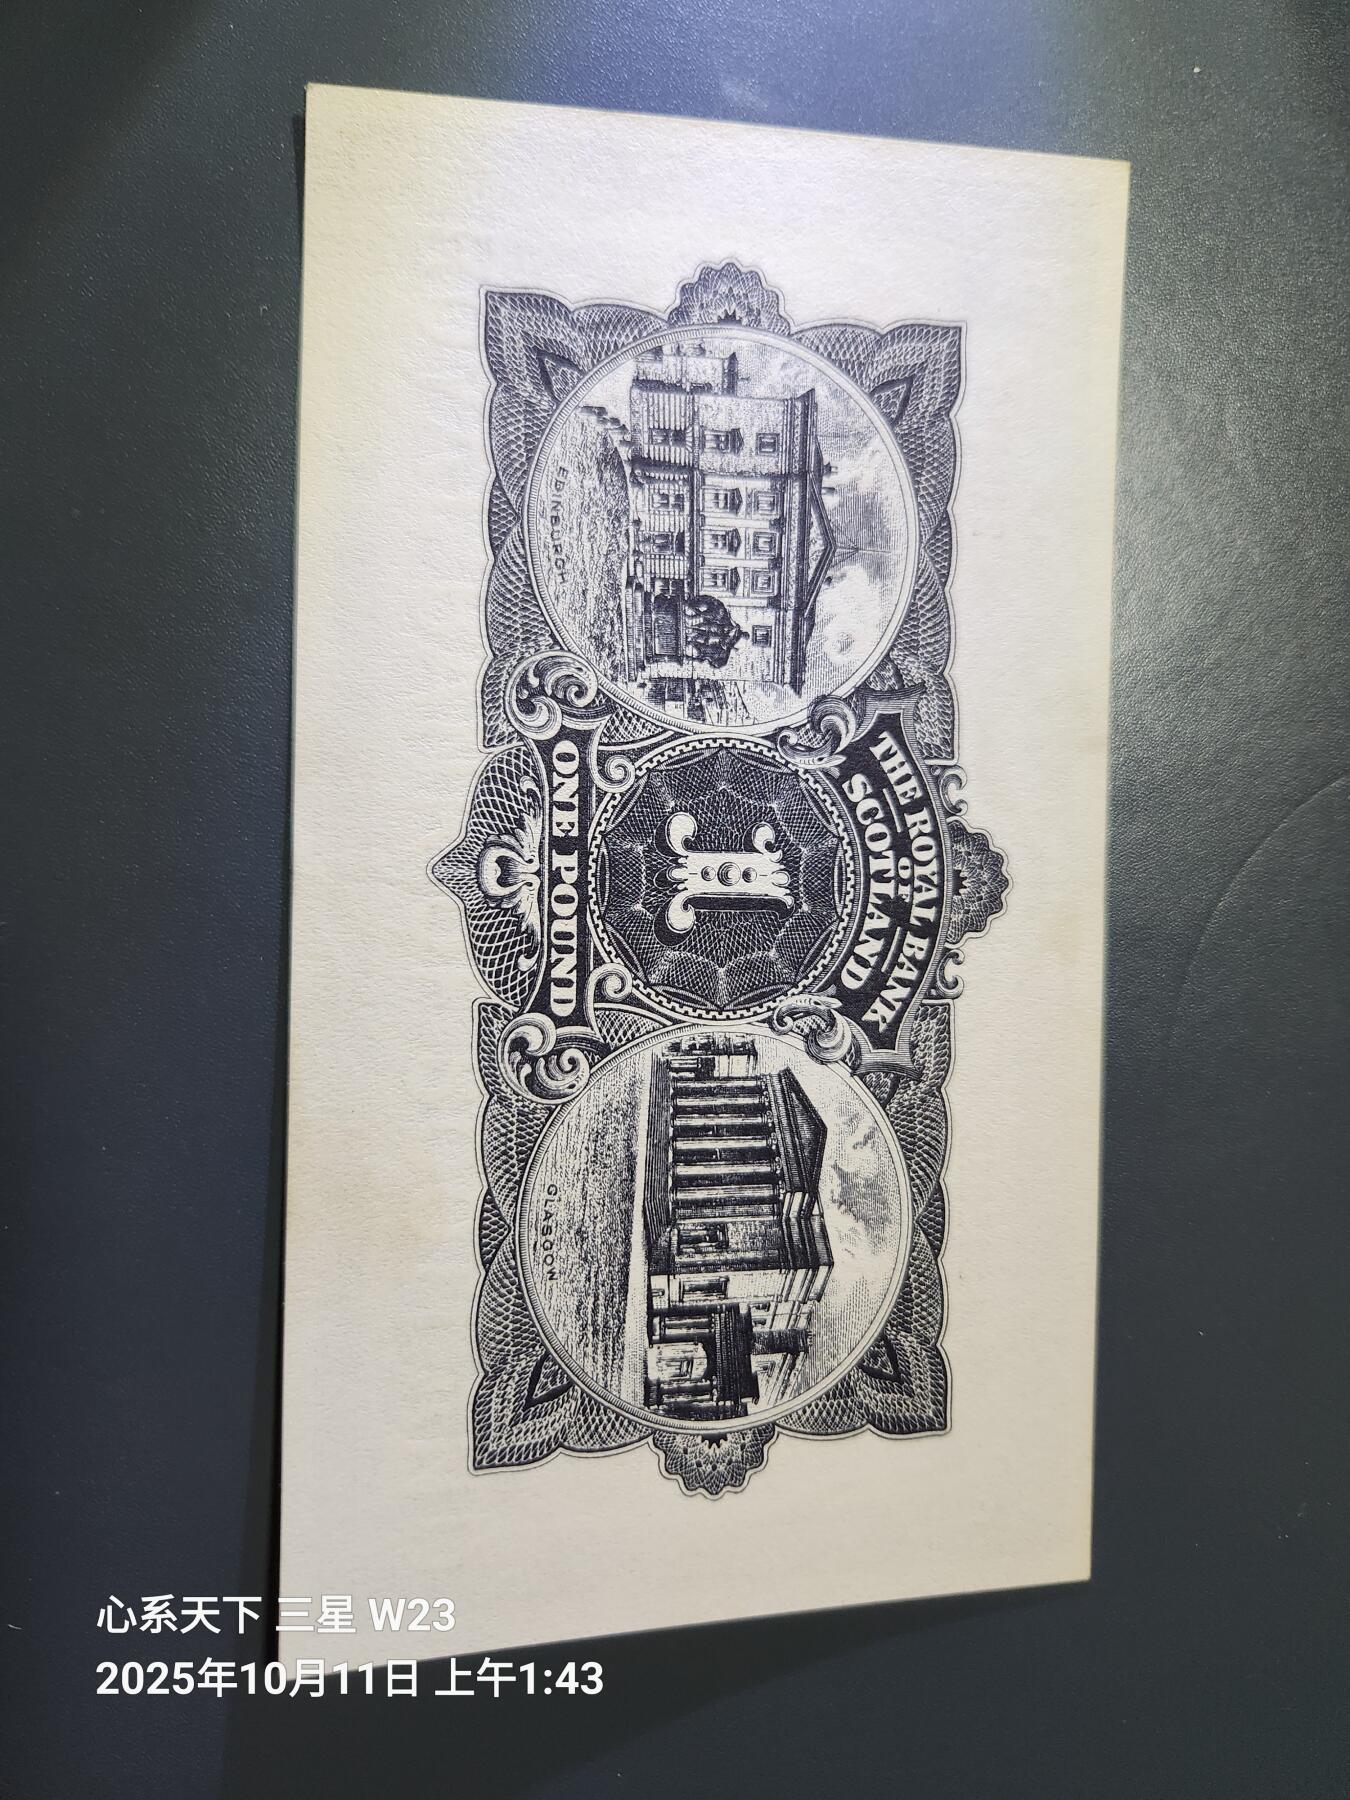 THE ROYAL BANK
OF
SCOTLAND
1
ONE POUND
EDINBURGH
GLASGOW
心系天下 三星 W23
2025年10月11日 上午1:43